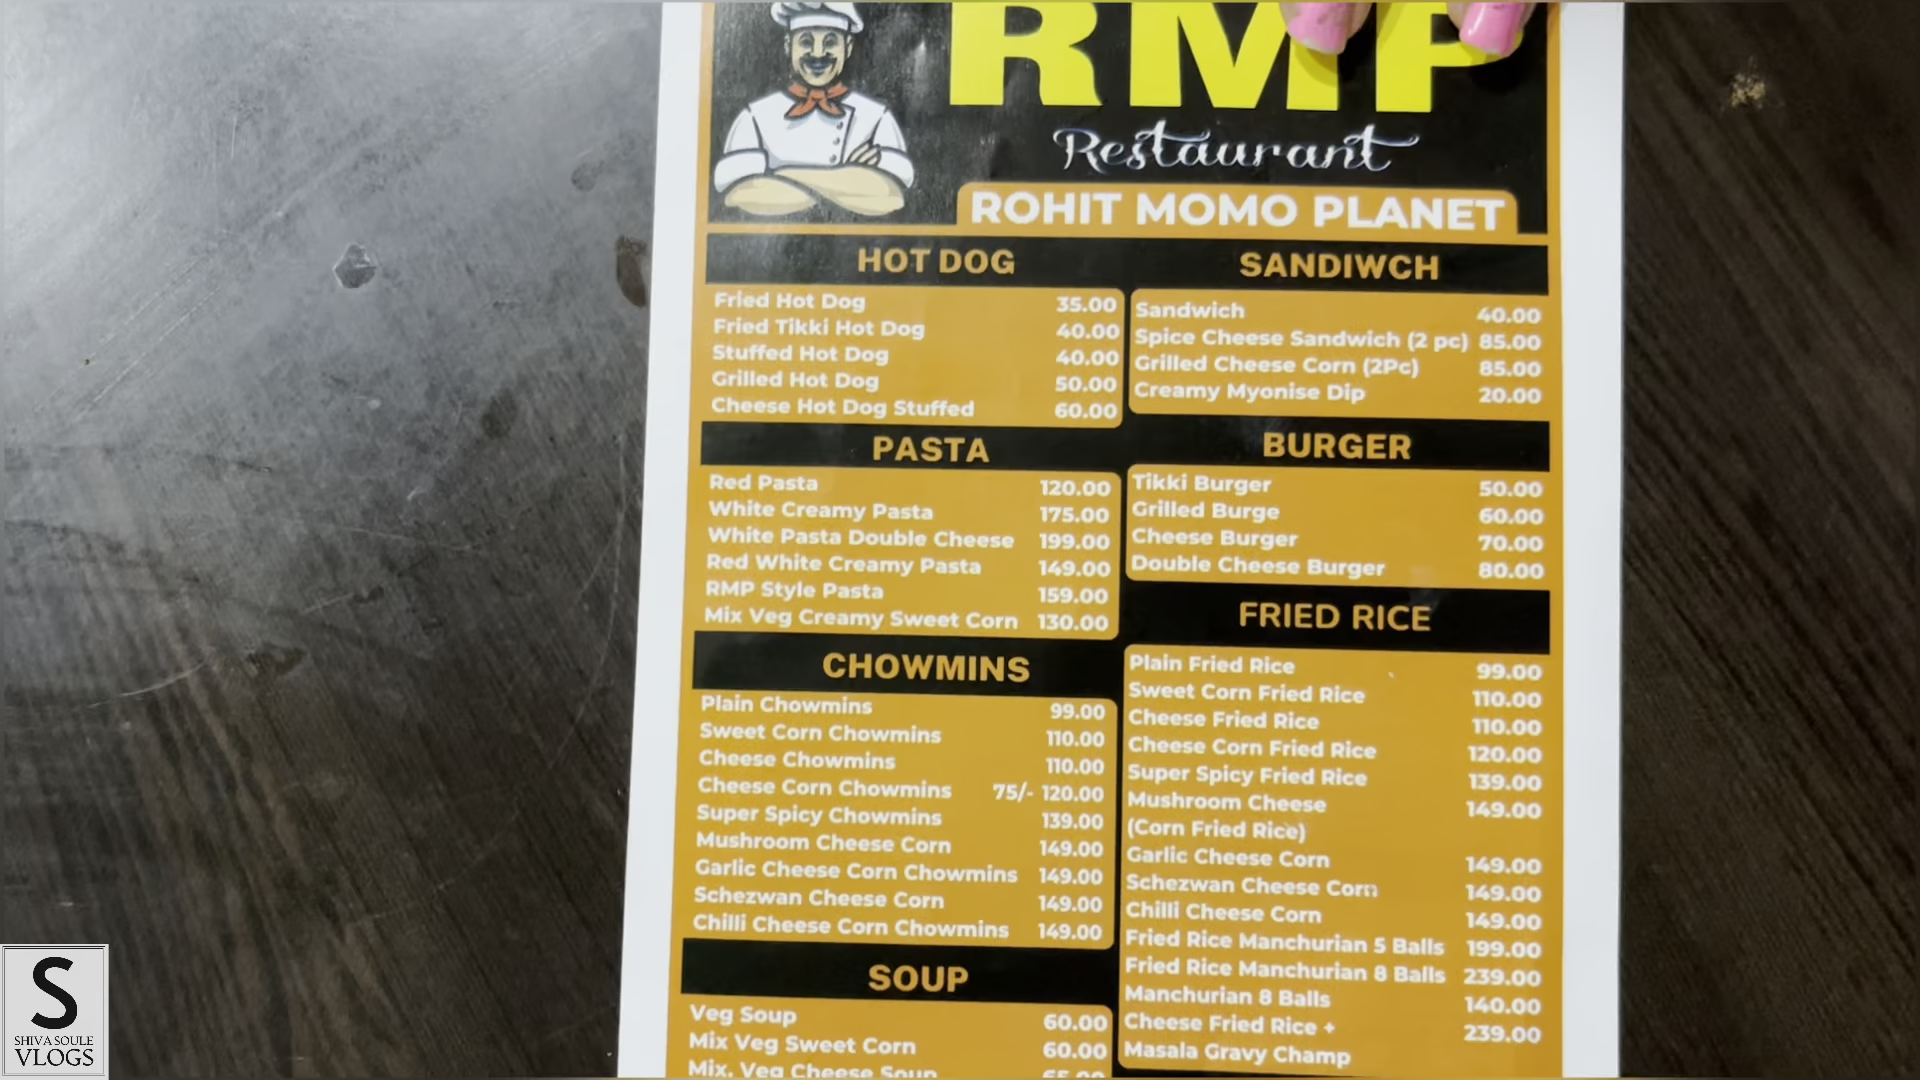 RMP
Restaurant
ROHIT MOMO PLANET
HOT DOG
Fried Hot Dog 35.00
Fried Tikki Hot Dog 40.00
Stuffed Hot Dog 40.00
Grilled Hot Dog 50.00
Cheese Hot Dog Stuffed 60.00
PASTA
Red Pasta 120.00
White Creamy Pasta 175.00
White Pasta Double Cheese 199.00
Red White Creamy Pasta 149.00
RMP Style Pasta 159.00
Mix Veg Creamy Sweet Corn 130.00
CHOWMINS
Plain Chowmins 99.00
Sweet Corn Chowmins 110.00
Cheese Chowmins 110.00
Cheese Corn Chowmins 75/- 120.00
Super Spicy Chowmins 139.00
Mushroom Cheese Corn 149.00
Garlic Cheese Corn Chowmins 149.00
Schezwan Cheese Corn 149.00
Chilli Cheese Corn Chowmins 149.00
SOUP
Veg Soup 60.00
Mix Veg Sweet Corn 60.00
Mix. Veg Cheese Soup 65.00
SANDIWCH
Sandwich 40.00
Spice Cheese Sandwich (2 pc) 85.00
Grilled Cheese Corn (2Pc) 85.00
Creamy Myonise Dip 20.00
BURGER
Tikki Burger 50.00
Grilled Burge 60.00
Cheese Burger 70.00
Double Cheese Burger 80.00
FRIED RICE
Plain Fried Rice 99.00
Sweet Corn Fried Rice 110.00
Cheese Fried Rice 110.00
Cheese Corn Fried Rice 120.00
Super Spicy Fried Rice 139.00
Mushroom Cheese 149.00
(Corn Fried Rice)
Garlic Cheese Corn 149.00
Schezwan Cheese Corn 149.00
Chilli Cheese Corn 149.00
Fried Rice Manchurian 5 Balls 199.00
Fried Rice Manchurian 8 Balls 239.00
Manchurian 8 Balls 140.00
Cheese Fried Rice + 239.00
Masala Gravy Champ
S
SHIVA SOULE
VLOGS